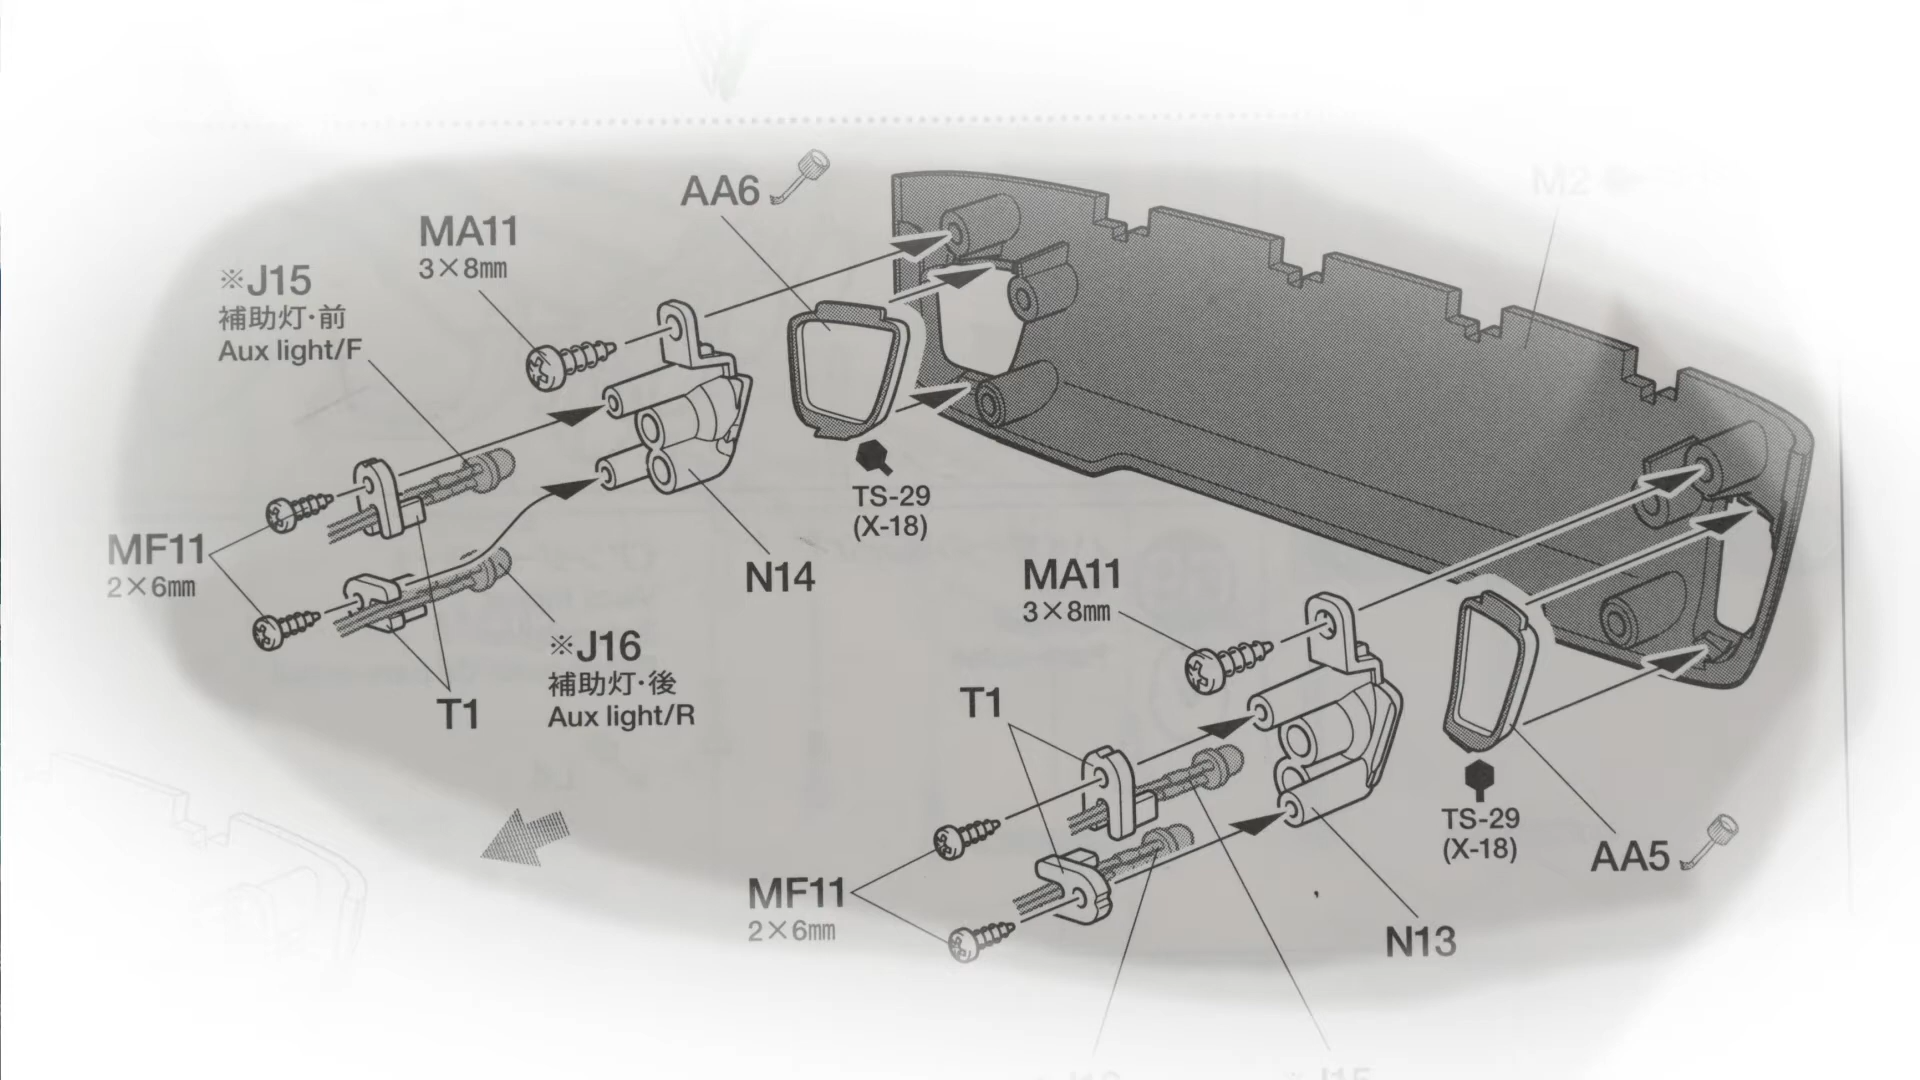 AA6
MA11
3×8mm
※J15
補助灯・前
Aux light/F
M2
TS-29
(X-18)
MF11
2×6mm
N14
MA11
3×8mm
※J16
補助灯・後
Aux light/R
T1
T1
TS-29
(X-18)
AA5
MF11
2×6mm
N13
J15